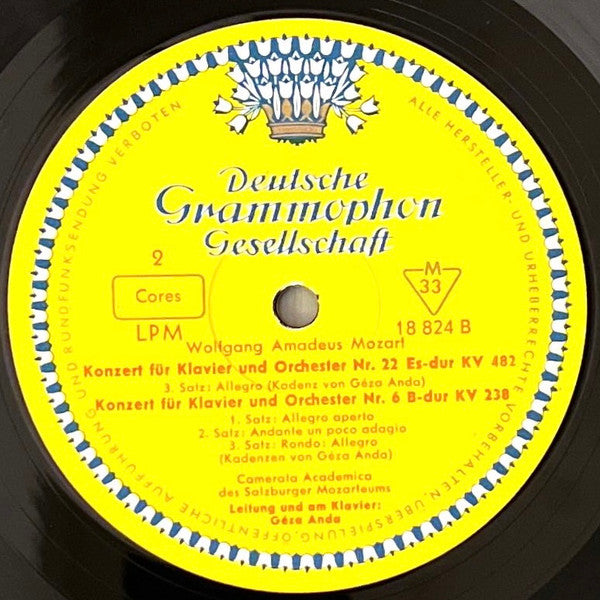 Deutsche
Grammophon
Gesellschaft
2
Cores
LPM
M
33
18 824 B
Wolfgang Amadeus Mozart
Konzert für Klavier und Orchester Nr. 22 Es-dur KV 482
3. Satz: Allegro (Kadenz von Géza Anda)
Konzert für Klavier und Orchester Nr. 6 B-dur KV 238
1. Satz: Allegro aperto
2. Satz: Andante un poco adagio
3. Satz: Rondo: Allegro
(Kadenzen von Géza Anda)
Camerata Academica
des Salzburger Mozarteums
Leitung und am Klavier:
Géza Anda
ALLE HERSTELLER- UND URHEBERRECHTE VORBEHALTEN, ÜBERSPIELUNG, ÖFFENTLICHE AUFFÜHRUNG UND RUNDFUNKSENDUNG VERBOTEN